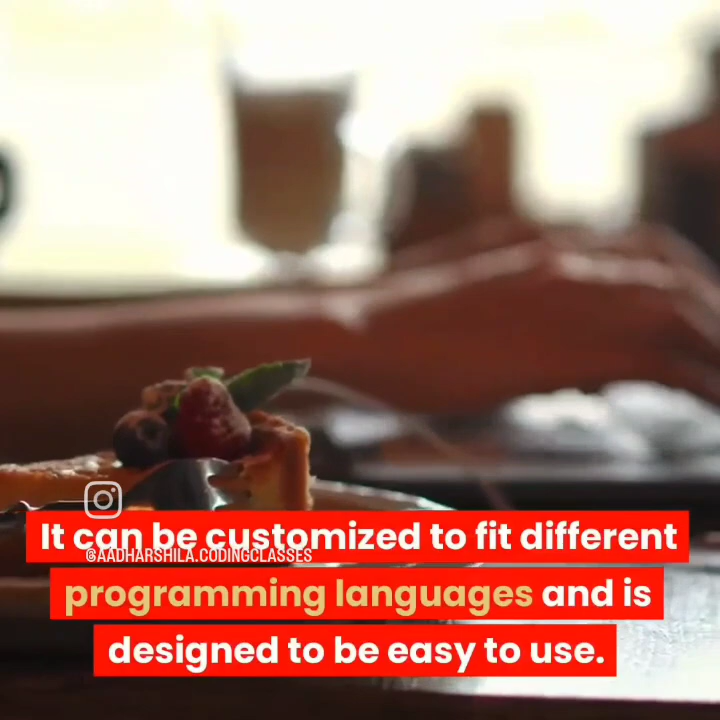 It can be customized to fit different
@AADHARSHILA.CODINGCLASSES
programming languages and is
designed to be easy to use.